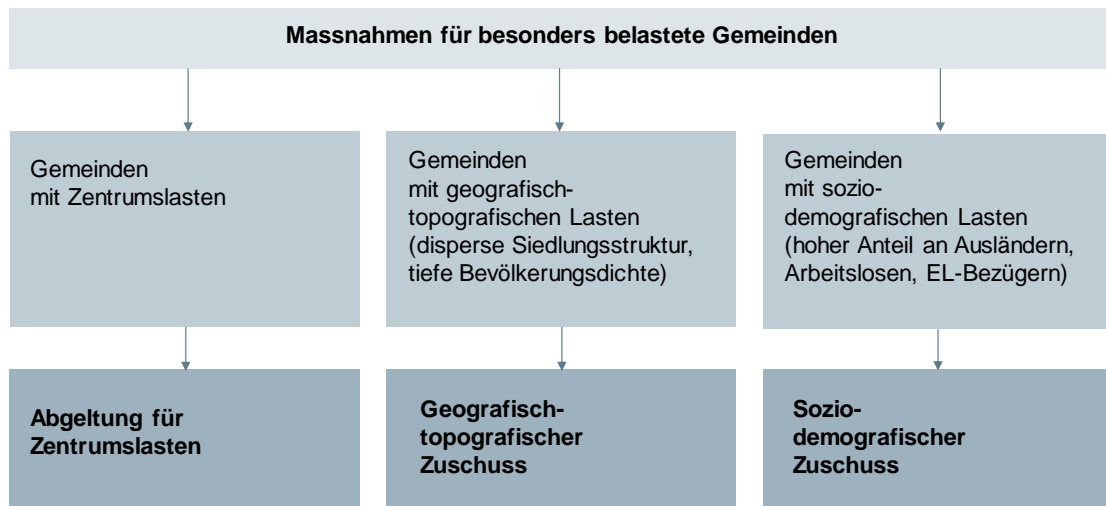 Massnahmen für besonders belastete Gemeinden
Gemeinden
mit Zentrumslasten
Gemeinden
mit geografisch-
topografischen Lasten
(disperse Siedlungsstruktur,
tiefe Bevölkerungsdichte)
Gemeinden
mit sozio-
demografischen Lasten
(hoher Anteil an Ausländern,
Arbeitslosen, EL-Bezügern)
Abgeltung für
Zentrumslasten
Geografisch-
topografischer
Zuschuss
Sozio-
demografischer
Zuschuss